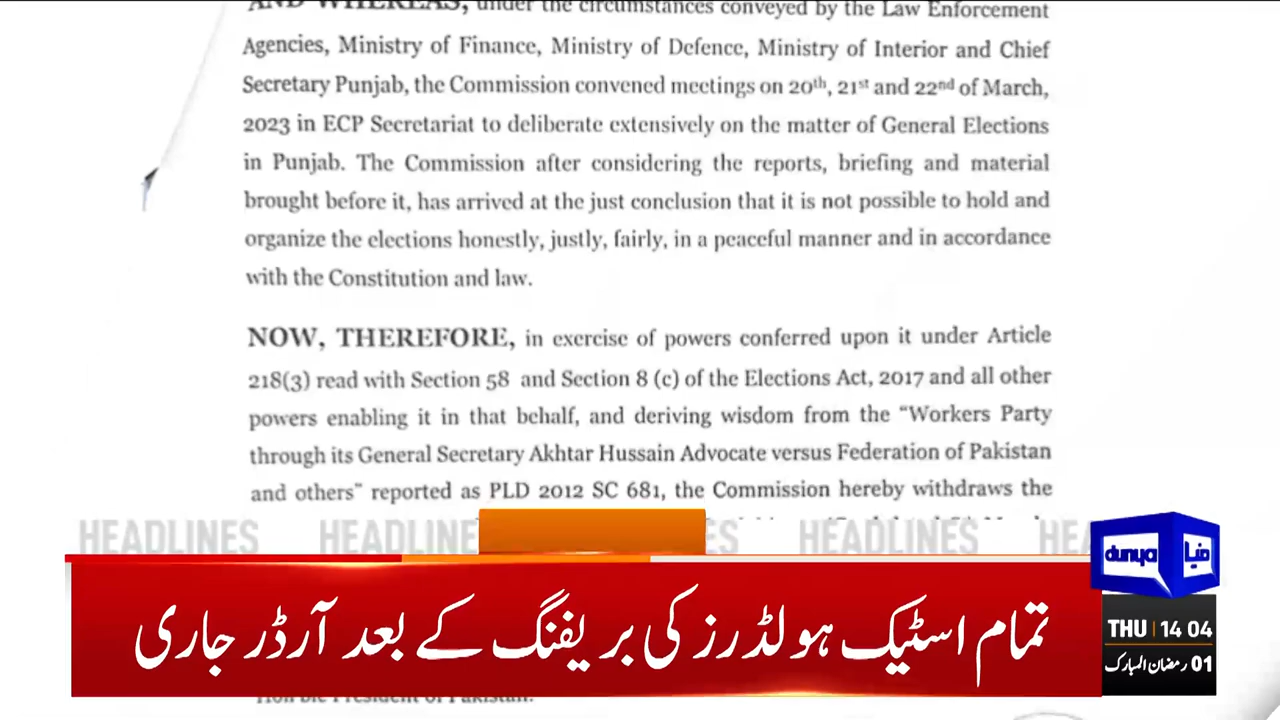 AND WHEREAS, under the circumstances conveyed by the Law Enforcement
Agencies, Ministry of Finance, Ministry of Defence, Ministry of Interior and Chief
Secretary Punjab, the Commission convened meetings on 20th, 21st and 22nd of March,
2023 in ECP Secretariat to deliberate extensively on the matter of General Elections
in Punjab. The Commission after considering the reports, briefing and material
brought before it, has arrived at the just conclusion that it is not possible to hold and
organize the elections honestly, justly, fairly, in a peaceful manner and in accordance
with the Constitution and law.
NOW, THEREFORE, in exercise of powers conferred upon it under Article
218(3) read with Section 58 and Section 8 (c) of the Elections Act, 2017 and all other
powers enabling it in that behalf, and deriving wisdom from the “Workers Party
through its General Secretary Akhtar Hussain Advocate versus Federation of Pakistan
and others” reported as PLD 2012 SC 681, the Commission hereby withdraws the
HEADLINES HEADLINES HEADLINES
dunya دنیا
تمام اسٹیک ہولڈرز کی بریفنگ کے بعد آرڈر جاری
THU 14 04
01 رمضان المبارک
Hon'ble President of Pakistan.